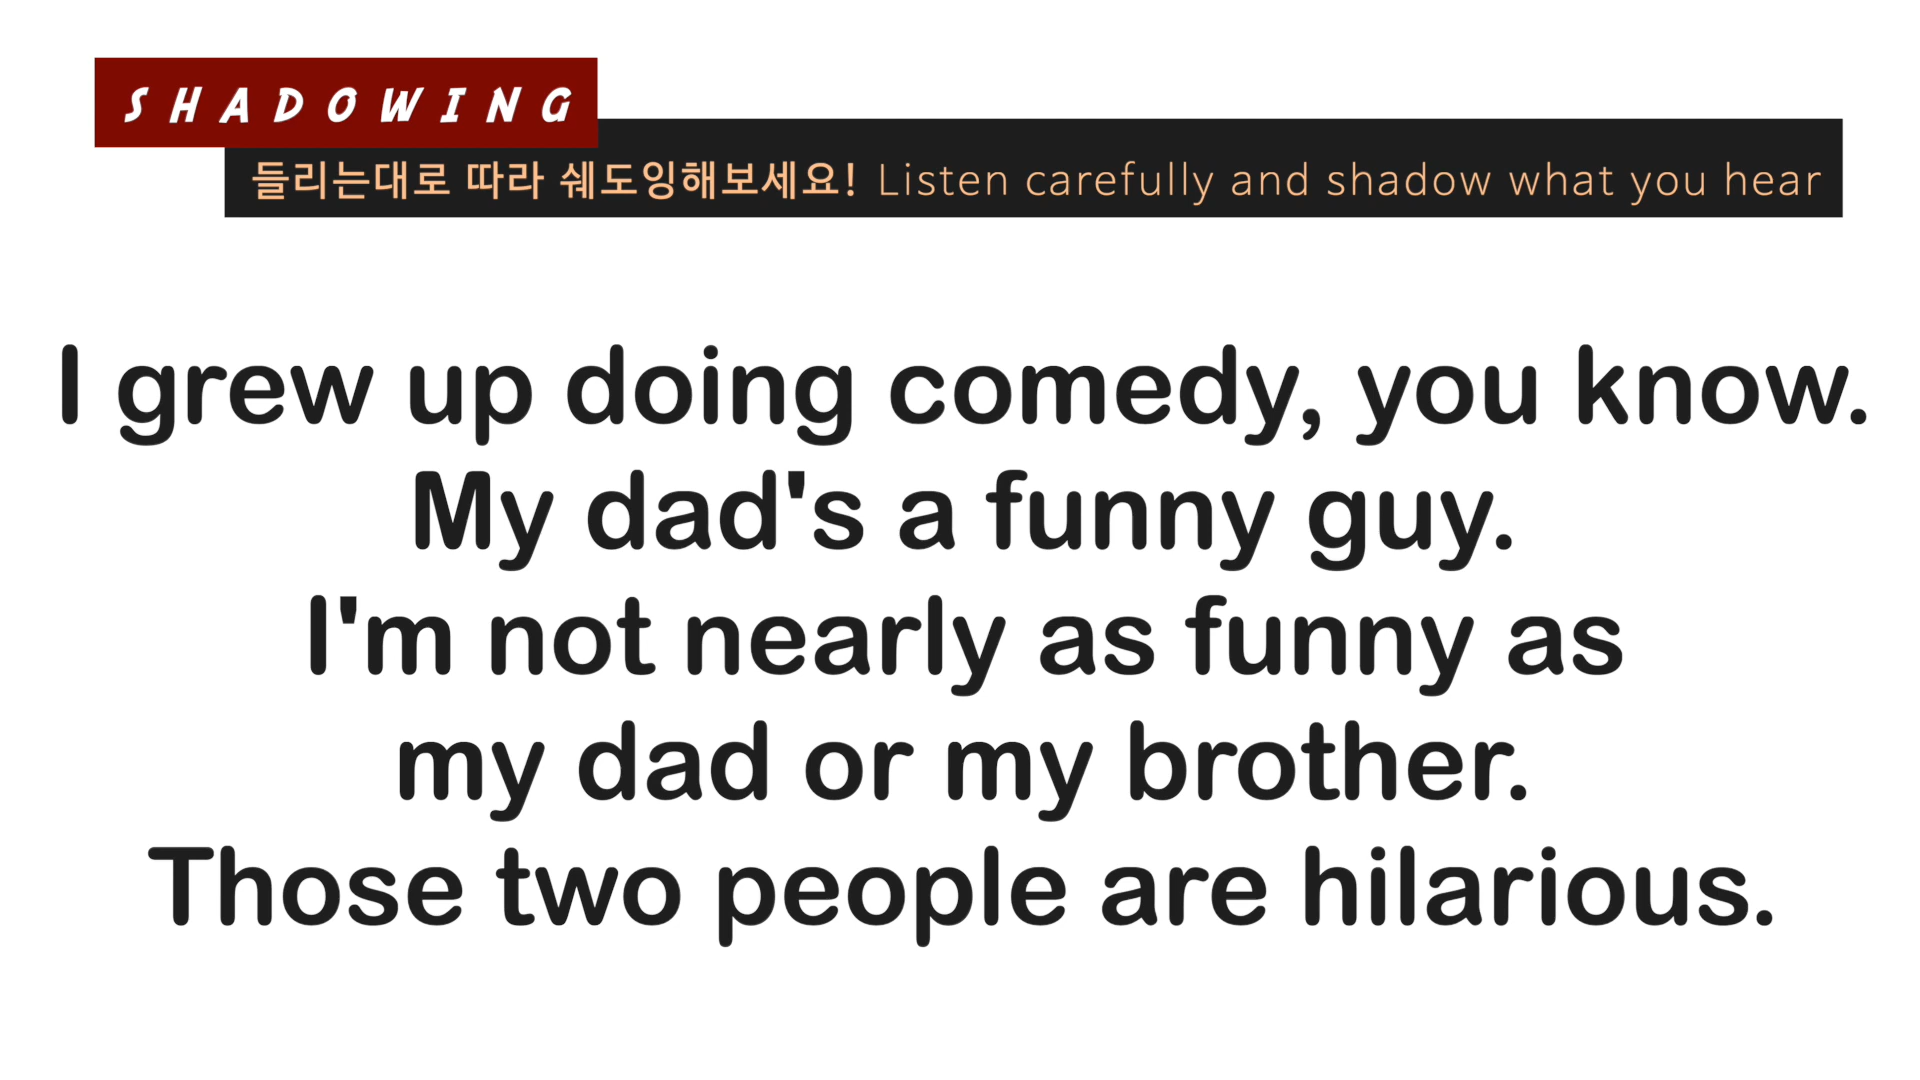 SHADOWING
들리는대로 따라 쉐도잉해보세요! Listen carefully and shadow what you hear
I grew up doing comedy, you know.
My dad's a funny guy.
I'm not nearly as funny as
my dad or my brother.
Those two people are hilarious.